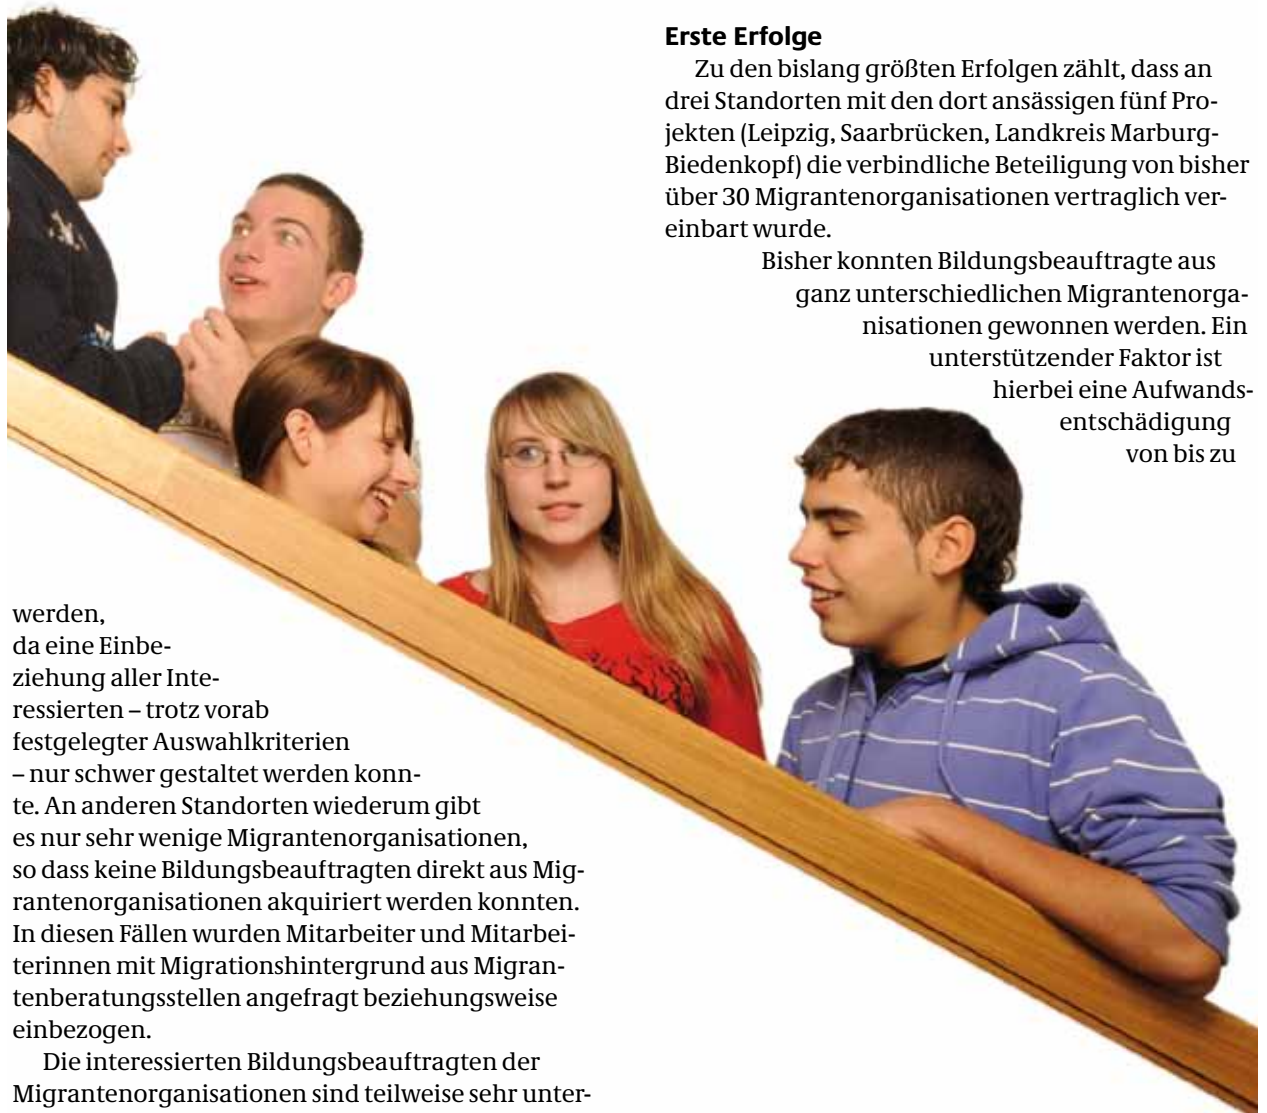 werden,
da eine Einbe-
ziehung aller Inte-
ressierten – trotz vorab
festgelegter Auswahlkriterien
– nur schwer gestaltet werden konn-
te. An anderen Standorten wiederum gibt
es nur sehr wenige Migrantenorganisationen,
so dass keine Bildungsbeauftragten direkt aus Mig-
rantenorganisationen akquiriert werden konnten.
In diesen Fällen wurden Mitarbeiter und Mitarbei-
terinnen mit Migrationshintergrund aus Migran-
tenberatungsstellen angefragt beziehungsweise
einbezogen.
Die interessierten Bildungsbeauftragten der
Migrantenorganisationen sind teilweise sehr unter-
Erste Erfolge
Zu den bislang größten Erfolgen zählt, dass an
drei Standorten mit den dort ansässigen fünf Pro-
jekten (Leipzig, Saarbrücken, Landkreis Marburg-
Biedenkopf) die verbindliche Beteiligung von bisher
über 30 Migrantenorganisationen vertraglich ver-
einbart wurde.
Bisher konnten Bildungsbeauftragte aus
ganz unterschiedlichen Migrantenorga-
nisationen gewonnen werden. Ein
unterstützender Faktor ist
hierbei eine Aufwands-
entschädigung
von bis zu